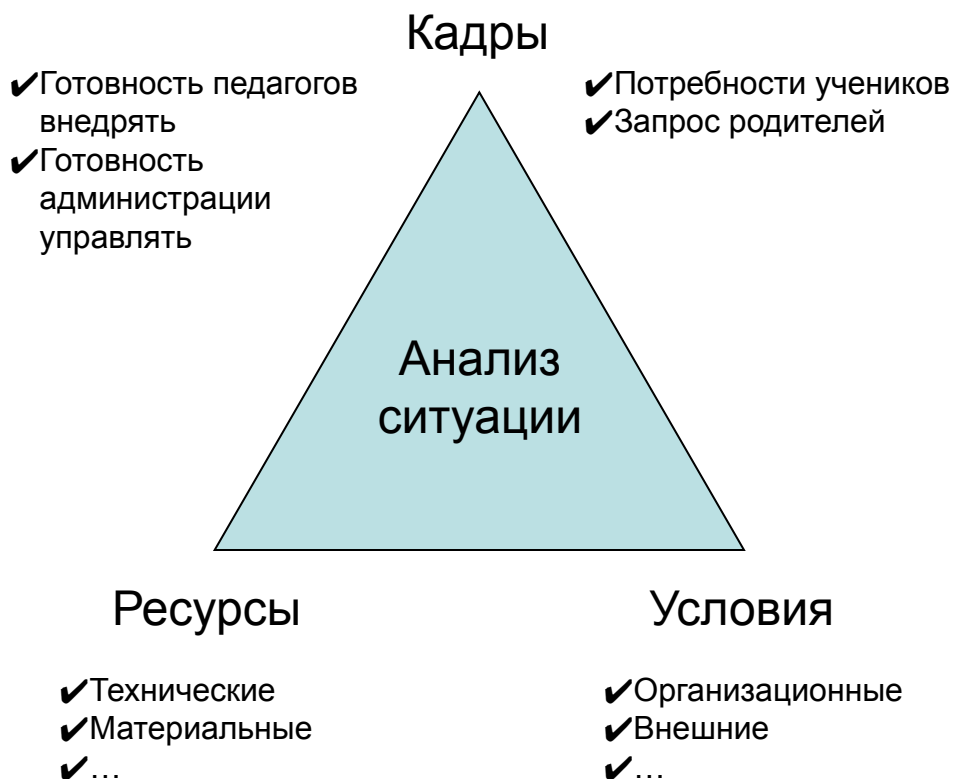 Кадры
✔Готовность педагогов
внедрять
✔Готовность
администрации
управлять
✔Потребности учеников
✔Запрос родителей
Анализ
ситуации
Ресурсы
✔Технические
✔Материальные
✔…
Условия
✔Организационные
✔Внешние
✔…